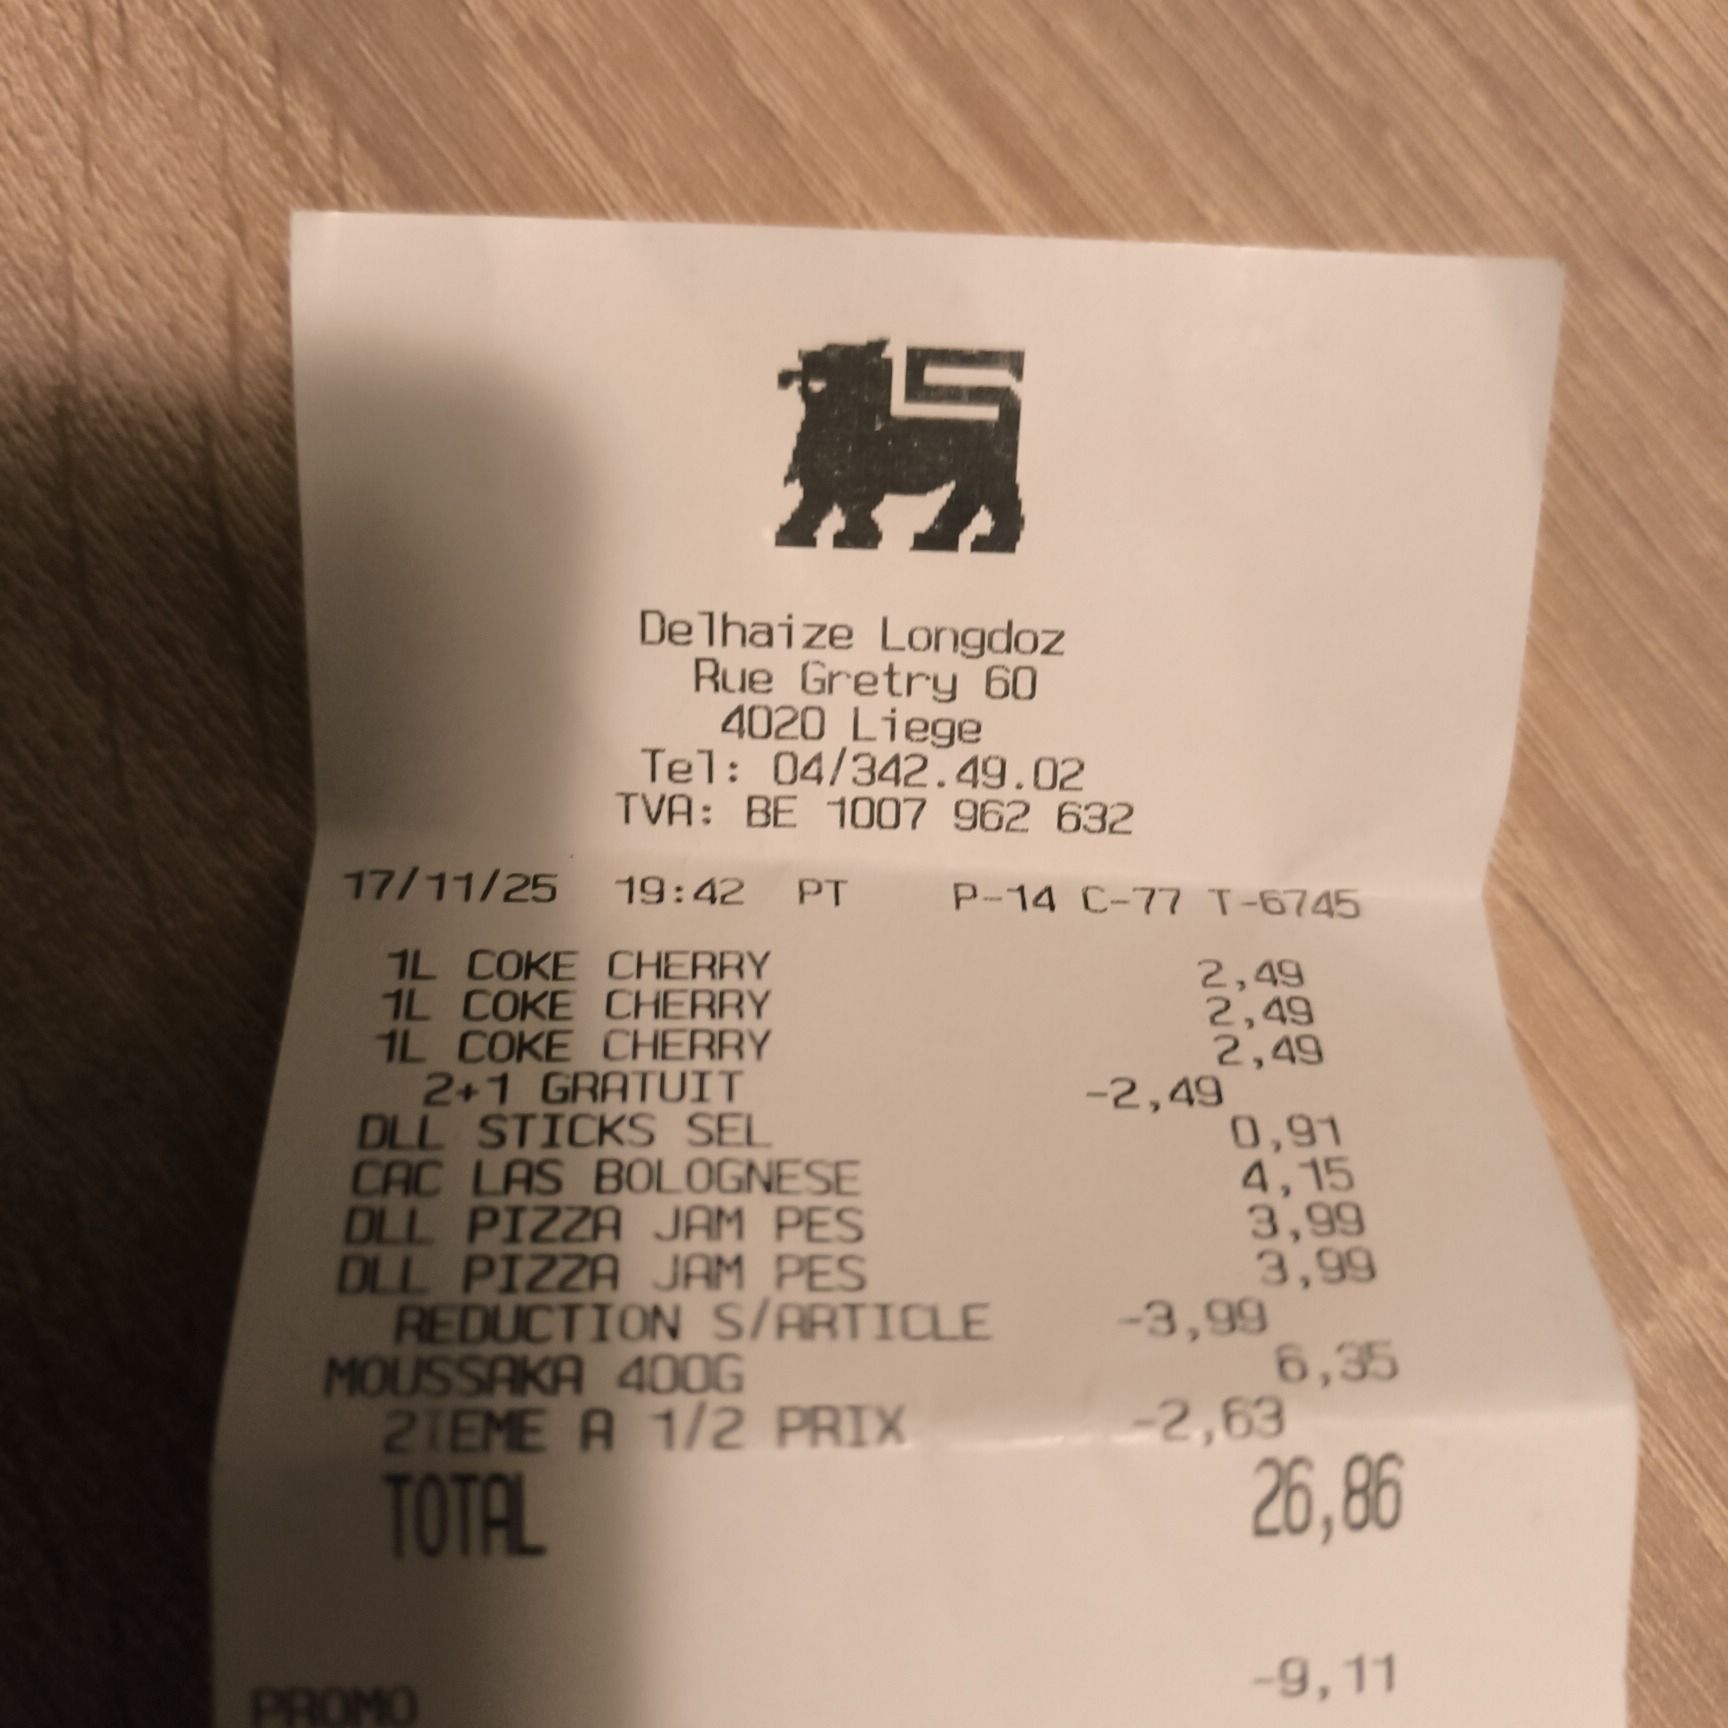 Delhaize Longdoz
Rue Gretry 60
4020 Liege
Tel: 04/342.49.02
TVA: BE 1007 962 632
17/11/25 19:42 PT P-14 C-77 T-6745
1L COKE CHERRY 2,49
1L COKE CHERRY 2,49
1L COKE CHERRY 2,49
2+1 GRATUIT -2,49
DLL STICKS SEL 0,91
CAC LAS BOLOGNESE 4,15
DLL PIZZA JAM PES 3,99
DLL PIZZA JAM PES 3,99
REDUCTION S/ARTICLE -3,99
MOUSSAKA 400G 6,35
2IEME A 1/2 PRIX -2,63
TOTAL 26,86
PROMO -9,11